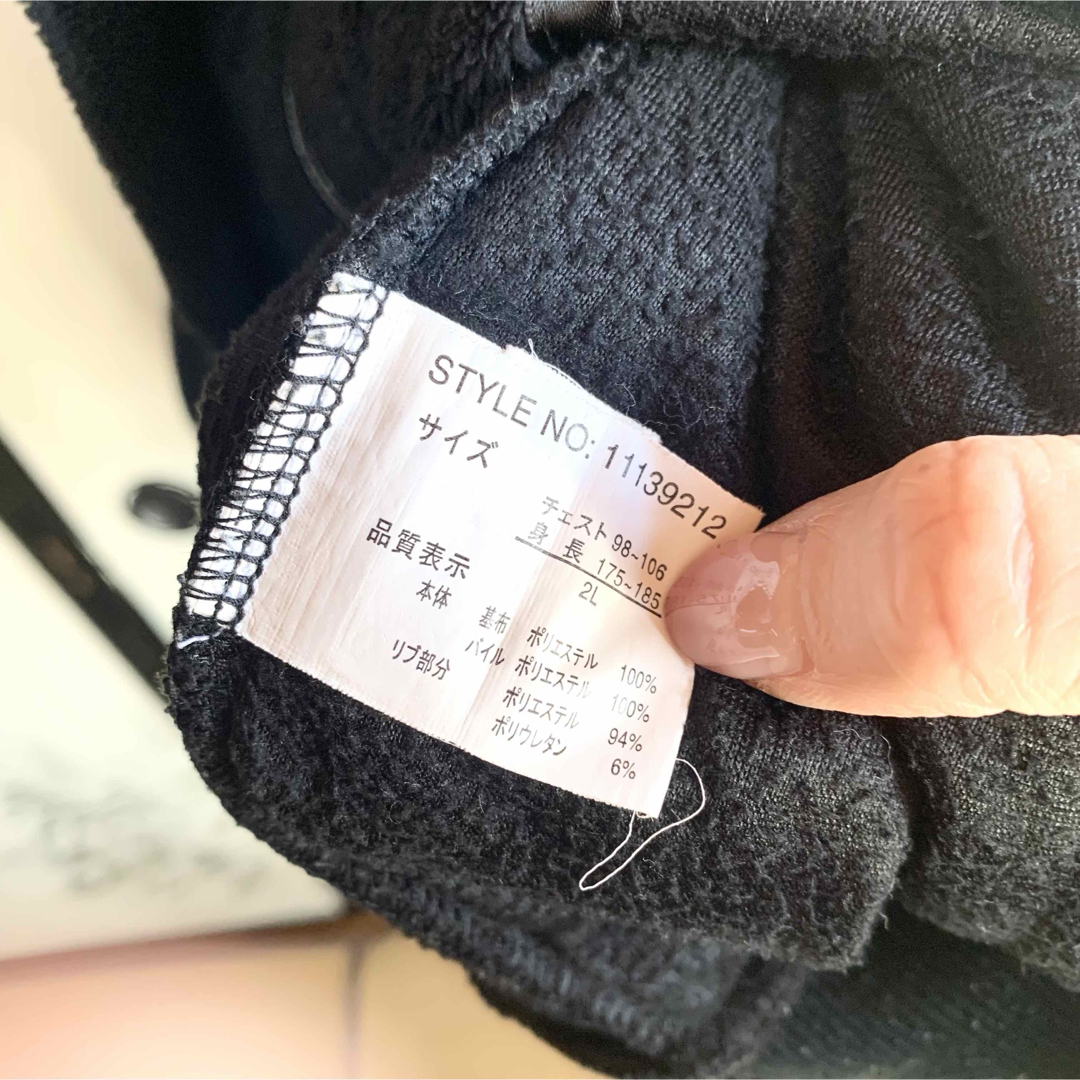 STYLE NO: 11139212
サイズ
チェスト 98~106
身長 175~185
2L
品質表示
本体 基布 ポリエステル 100%
パイル ポリエステル 100%
リブ部分 ポリエステル 94%
ポリウレタン 6%